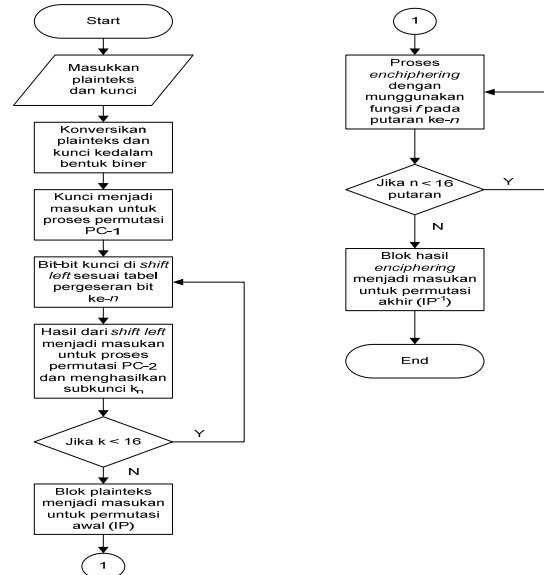 Start
Masukkan
plainteks
dan kunci
Konversikan
plainteks dan
kunci kedalam
bentuk biner
Kunci menjadi
masukan untuk
proses permutasi
PC-1
Bit-bit kunci di shift
left sesuai tabel
pergeseran bit
ke-n
Hasil dari shift left
menjadi masukan
untuk proses
permutasi PC-2
dan menghasilkan
subkunci kn
Jika k < 16
Y
N
Blok plainteks
menjadi masukan
untuk permutasi
awal (IP)
1
1
Proses
enchiphering
dengan
munggunakan
fungsi f pada
putaran ke-n
Jika n < 16
putaran
Y
N
Blok hasil
enciphering
menjadi masukan
untuk permutasi
akhir (IP⁻¹)
End